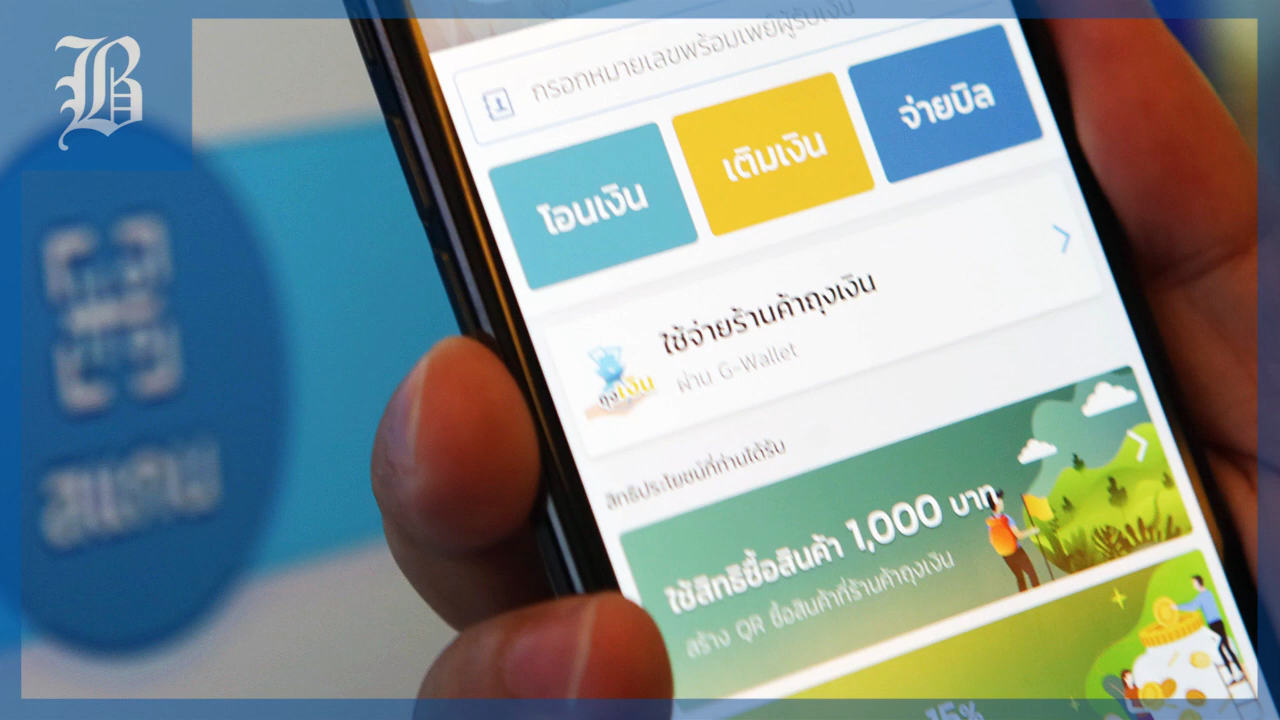 B
กรอกหมายเลขพร้อมเพย์ผู้รับเงิน
โอนเงิน
เติมเงิน
จ่ายบิล
ใช้จ่ายร้านค้าถุงเงิน
ผ่าน G-Wallet
ถุงเงิน
สิทธิประโยชน์ที่ท่านได้รับ
ใช้สิทธิซื้อสินค้า 1,000 บาท
สร้าง QR ซื้อสินค้าที่ร้านค้าถุงเงิน
15%
สแกน